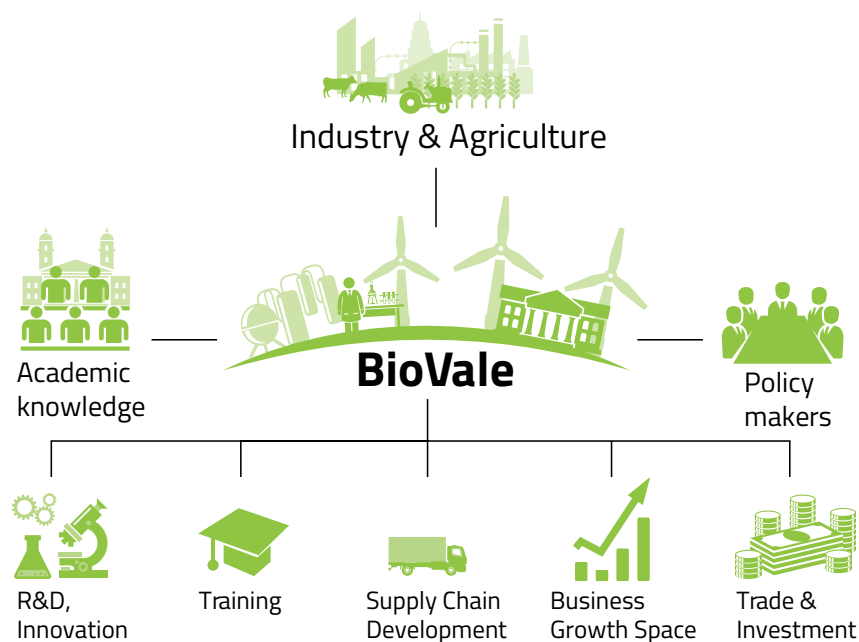 Industry & Agriculture
BioVale
Academic
knowledge
Policy
makers
R&D,
Innovation
Training
Supply Chain
Development
Business
Growth Space
Trade &
Investment